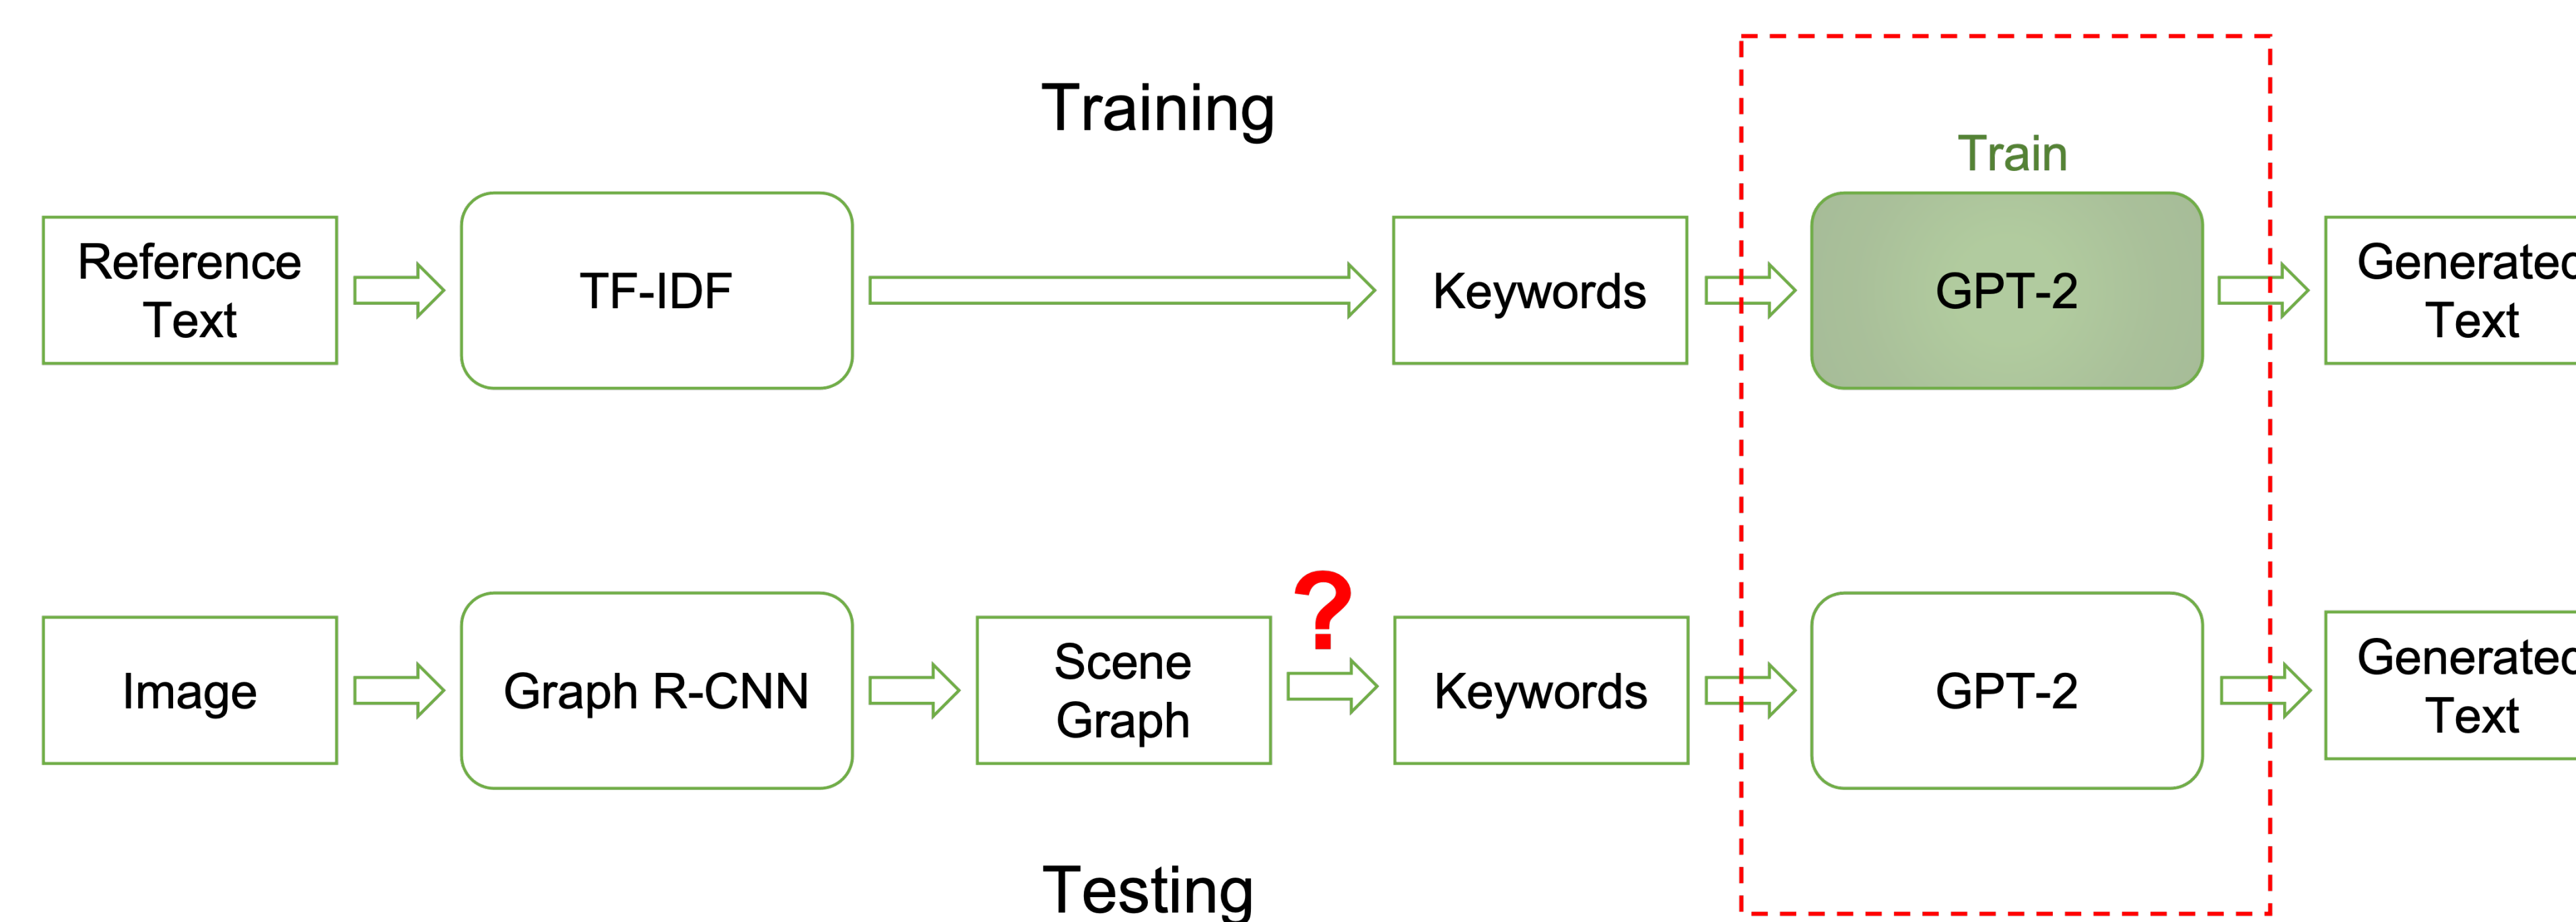 Training
Train
Reference
Text
TF-IDF
Keywords
GPT-2
Generated
Text
?
Image
Graph R-CNN
Scene
Graph
Keywords
GPT-2
Generated
Text
Testing